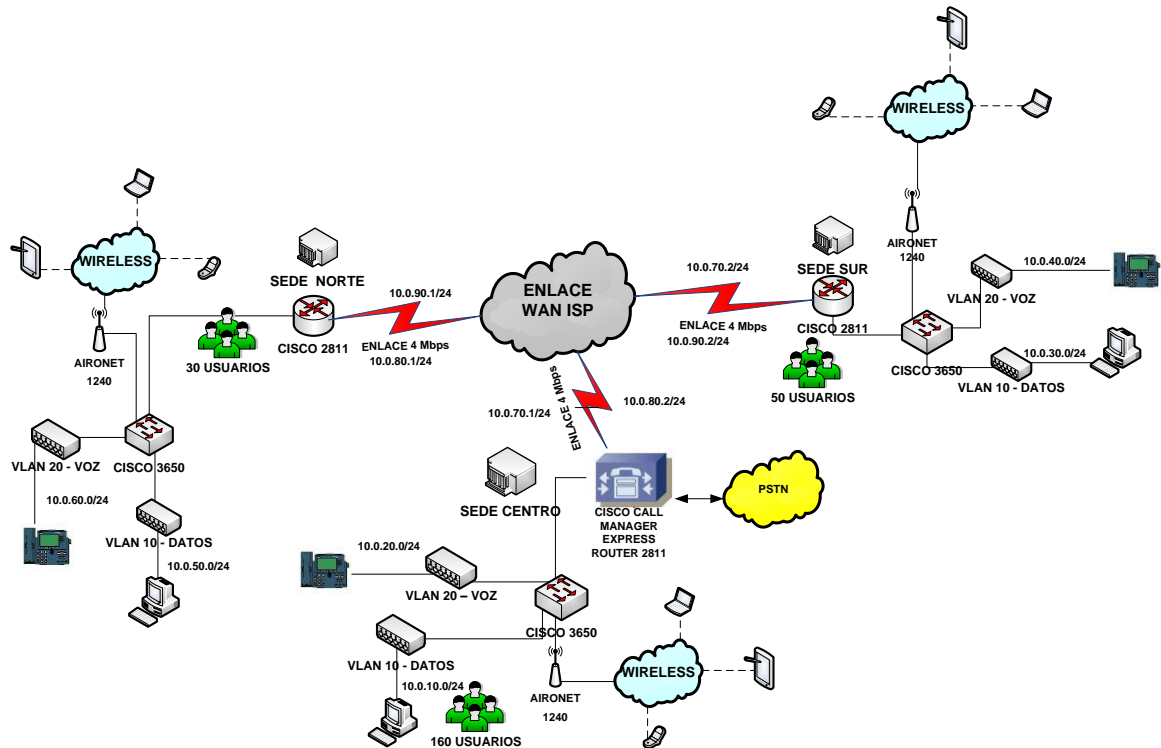 WIRELESS
AIRONET
1240
SEDE NORTE
CISCO 2811
10.0.90.1/24
ENLACE 4 Mbps
10.0.80.1/24
30 USUARIOS
CISCO 3650
VLAN 20 - VOZ
10.0.60.0/24
VLAN 10 - DATOS
10.0.50.0/24
ENLACE
WAN ISP
10.0.70.2/24
ENLACE 4 Mbps
10.0.90.2/24
SEDE SUR
CISCO 2811
50 USUARIOS
WIRELESS
AIRONET
1240
CISCO 3650
10.0.40.0/24
VLAN 20 - VOZ
10.0.30.0/24
VLAN 10 - DATOS
10.0.70.1/24
ENLACE 4 Mbps
10.0.80.2/24
SEDE CENTRO
CISCO CALL
MANAGER
EXPRESS
ROUTER 2811
PSTN
10.0.20.0/24
VLAN 20 – VOZ
CISCO 3650
VLAN 10 - DATOS
10.0.10.0/24
160 USUARIOS
AIRONET
1240
WIRELESS